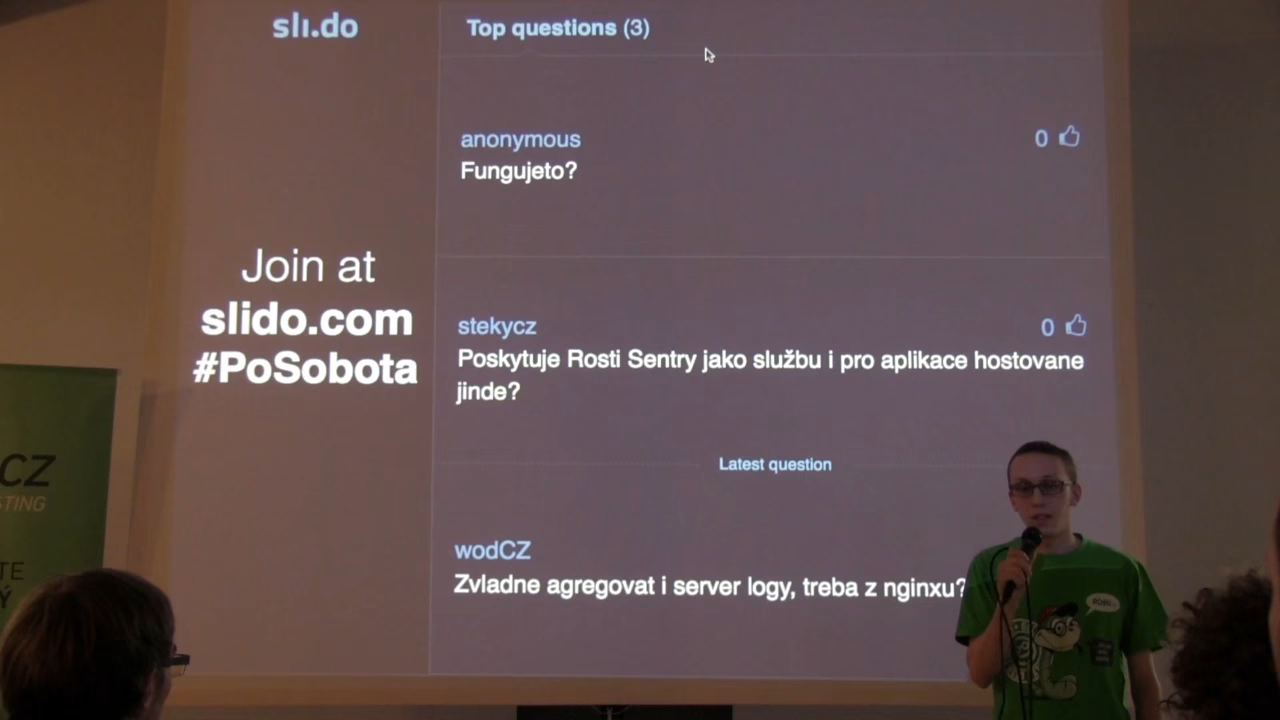 slı.do
Top questions (3)
anonymous
0
Fungujeto?
Join at
slido.com
#PoSobota
stekycz
0
Poskytuje Rosti Sentry jako službu i pro aplikace hostovane
jinde?
Latest question
wodCZ
Zvladne agregovat i server logy, treba z nginxu?
CZ